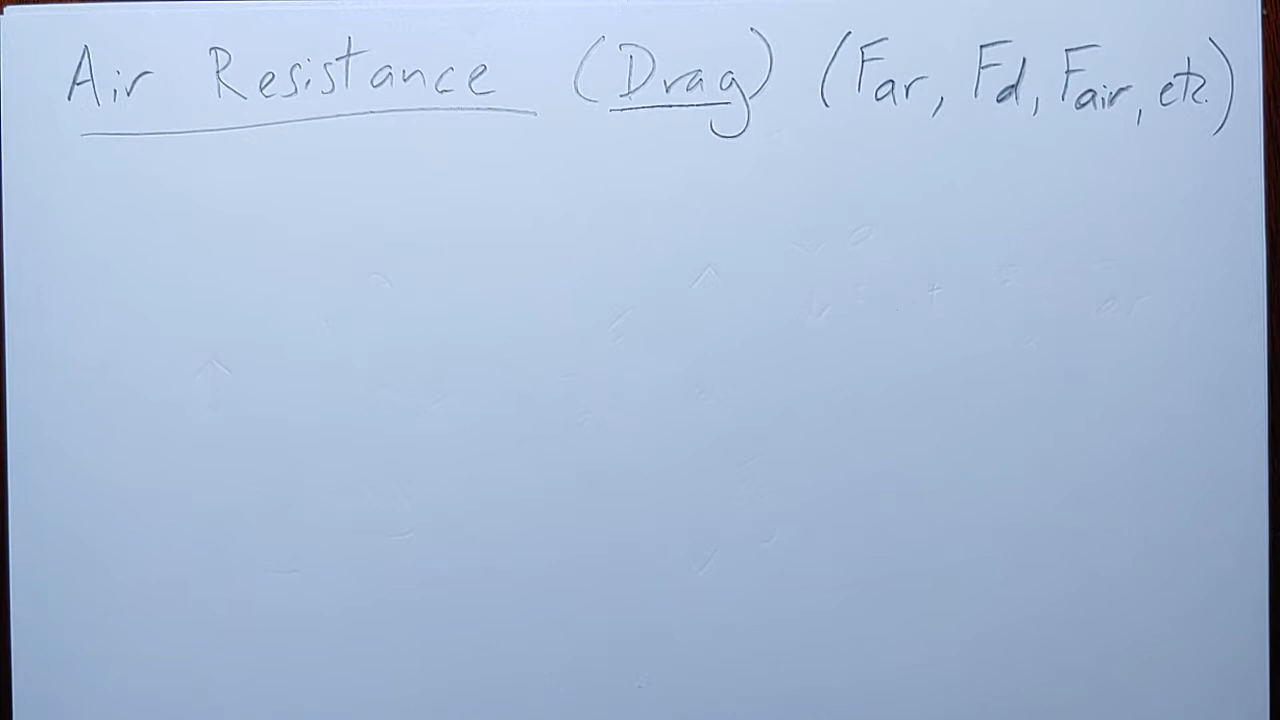 Air Resistance (Drag) (Far, Fd, Fair, etc.)